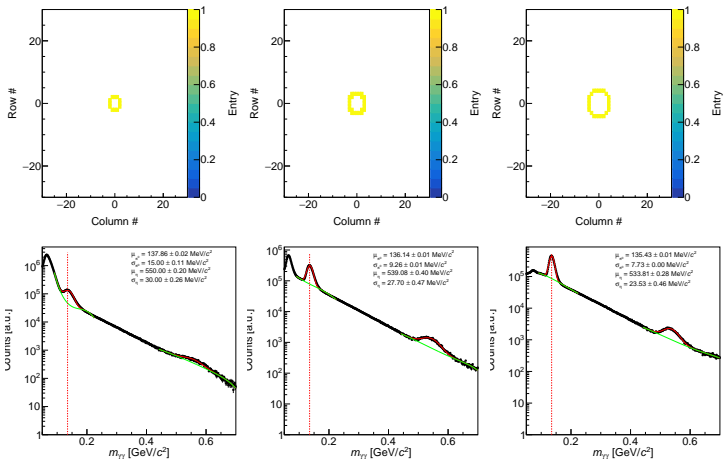 20
0
−20
Row #
−20 0 20
Column #
1
0.8
0.6
0.4
0.2
0
Entry
20
0
−20
Row #
−20 0 20
Column #
1
0.8
0.6
0.4
0.2
0
Entry
20
0
−20
Row #
−20 0 20
Column #
1
0.8
0.6
0.4
0.2
0
Entry
μπ⁰ = 137.86 ± 0.02 MeV/c²
σπ⁰ = 15.00 ± 0.11 MeV/c²
μη = 550.00 ± 0.20 MeV/c²
ση = 30.00 ± 0.26 MeV/c²
10⁶
10⁵
10⁴
10³
10²
10
1
Counts [a.u.]
0.2 0.4 0.6
mγγ [GeV/c²]
μπ⁰ = 136.14 ± 0.01 MeV/c²
σπ⁰ = 9.26 ± 0.01 MeV/c²
μη = 539.08 ± 0.40 MeV/c²
ση = 27.70 ± 0.47 MeV/c²
10⁶
10⁵
10⁴
10³
10²
10
1
Counts [a.u.]
0.2 0.4 0.6
mγγ [GeV/c²]
μπ⁰ = 135.43 ± 0.01 MeV/c²
σπ⁰ = 7.73 ± 0.00 MeV/c²
μη = 533.81 ± 0.28 MeV/c²
ση = 23.53 ± 0.46 MeV/c²
10⁵
10⁴
10³
10²
10
1
Counts [a.u.]
0.2 0.4 0.6
mγγ [GeV/c²]